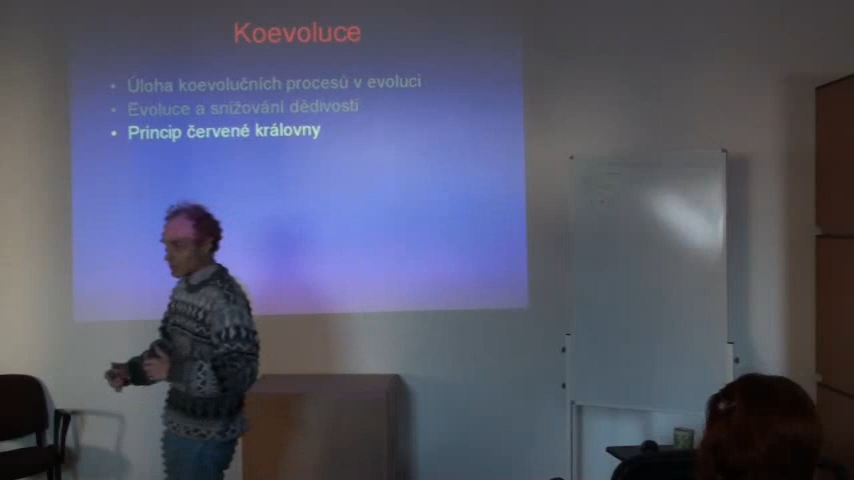 Koevoluce
• Úloha koevolučních procesů v evoluci
• Evoluce a snižování dědivosti
• Princip červené královny